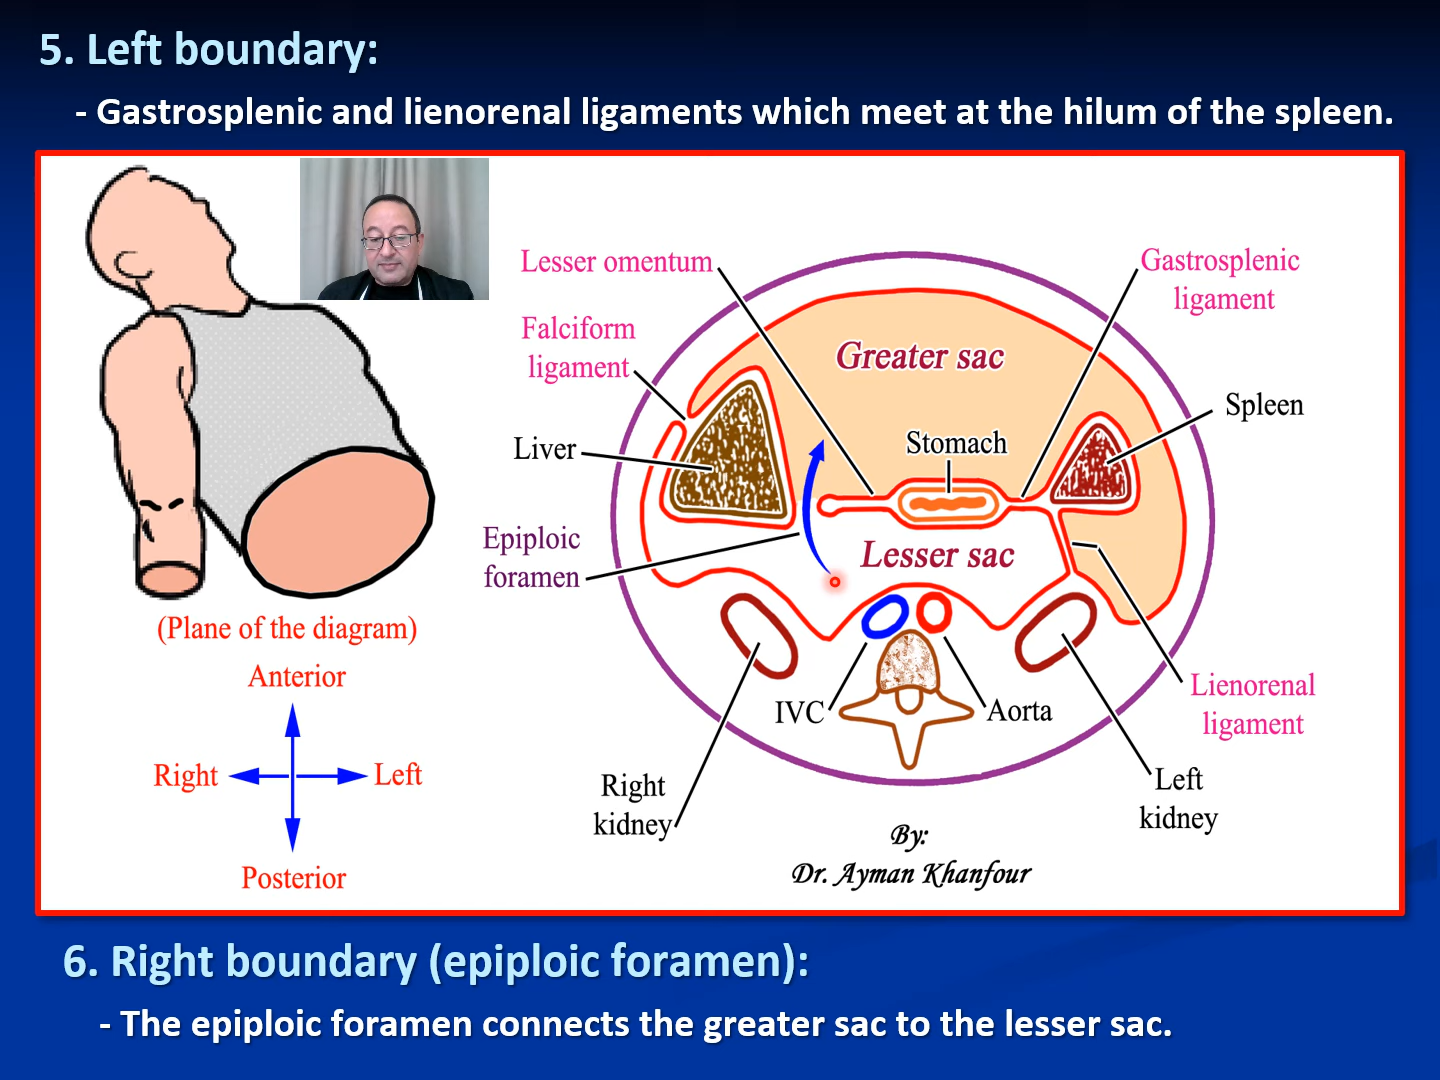 5. Left boundary:
- Gastrosplenic and lienorenal ligaments which meet at the hilum of the spleen.
Lesser omentum
Gastrosplenic
ligament
Falciform
ligament
Greater sac
Spleen
Liver
Stomach
Epiploic
foramen
Lesser sac
(Plane of the diagram)
Anterior
Right
Left
Posterior
IVC
Aorta
Lienorenal
ligament
Right
kidney
Left
kidney
By:
Dr. Ayman Khanfour
6. Right boundary (epiploic foramen):
- The epiploic foramen connects the greater sac to the lesser sac.